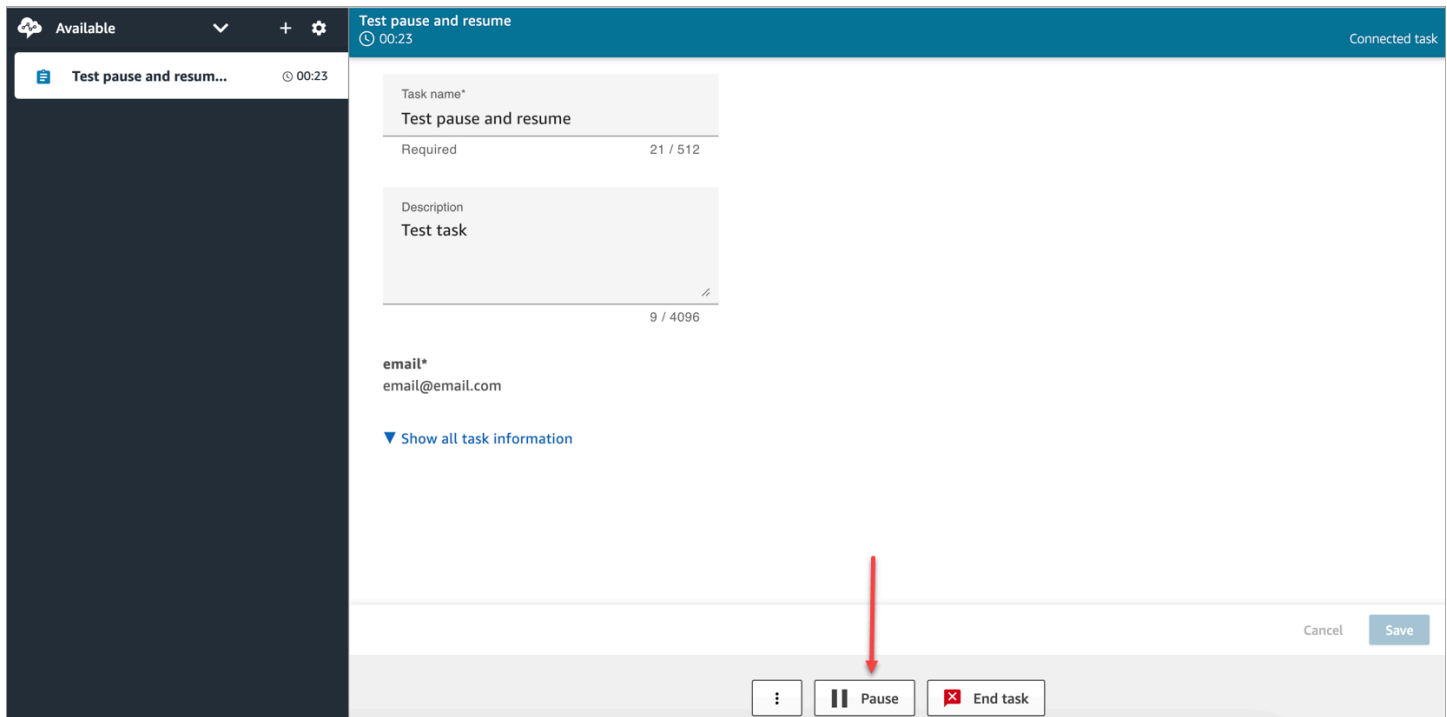 Available
Test pause and resum...
00:23
Test pause and resume
00:23
Connected task
Task name*
Test pause and resume
Required 21 / 512
Description
Test task
9 / 4096
email*
email@email.com
Show all task information
Cancel Save
Pause End task